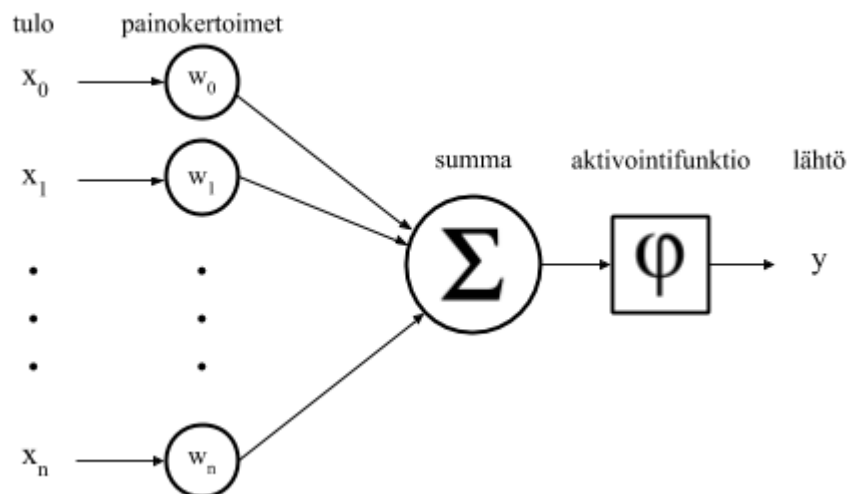 tulo painokertoimet
x₀ w₀
summa aktivointifunktio lähtö
x₁ w₁
Σ φ y
xₙ wₙ